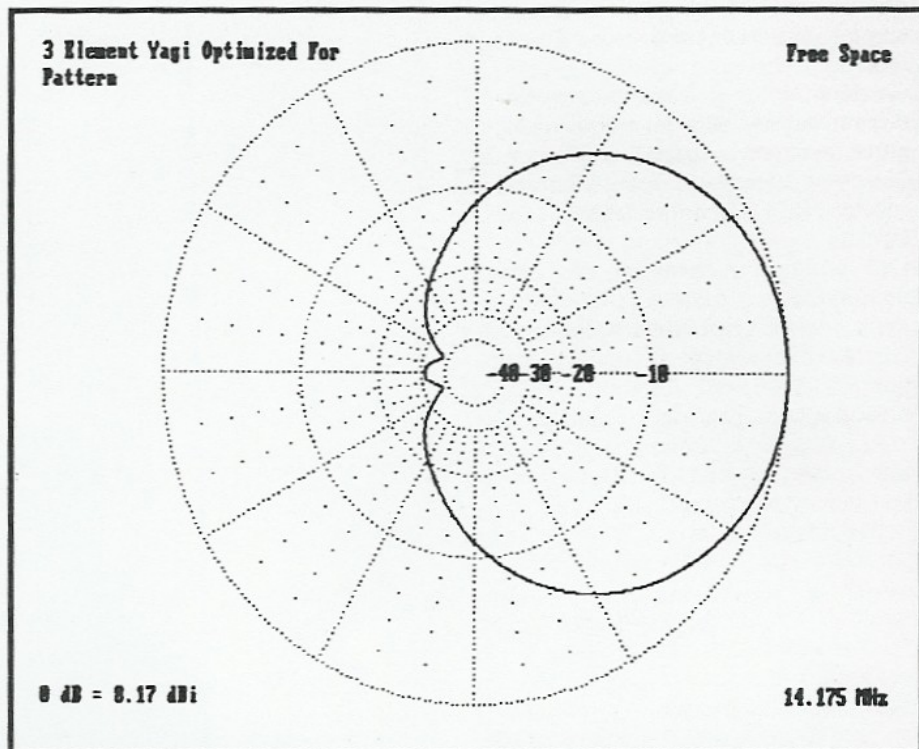 3 Element Yagi Optimized For
Pattern
Free Space
-40 -30 -20 -10
0 dB = 8.17 dBi
14.175 MHz